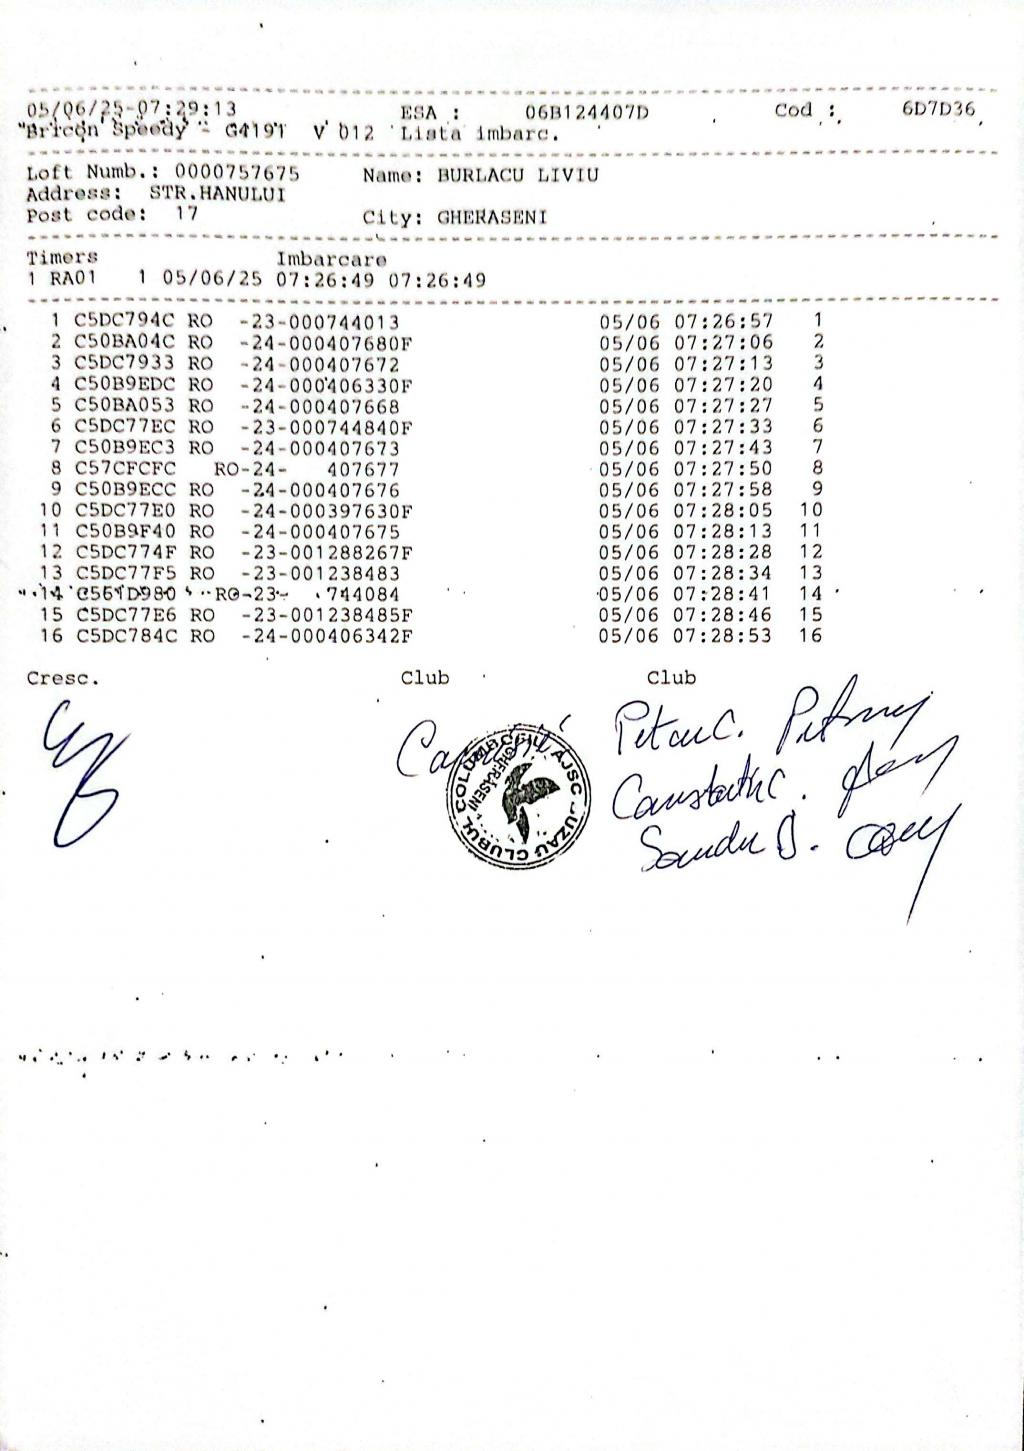 05/06/25-07:29:13 ESA : 06B124407D Cod : 6D7D36
"Bricon Speedy" - G4191 V 012 Lista imbarc.
Loft Numb.: 0000757675 Name: BURLACU LIVIU
Address: STR.HANULUI
Post code: 17 City: GHERASENI
Timers Imbarcare
1 RA01 1 05/06/25 07:26:49 07:26:49
1 C5DC794C RO -23-000744013 05/06 07:26:57 1
2 C50BA04C RO -24-000407680F 05/06 07:27:06 2
3 C5DC7933 RO -24-000407672 05/06 07:27:13 3
4 C50B9EDC RO -24-000406330F 05/06 07:27:20 4
5 C50BA053 RO -24-000407668 05/06 07:27:27 5
6 C5DC77EC RO -23-000744840F 05/06 07:27:33 6
7 C50B9EC3 RO -24-000407673 05/06 07:27:43 7
8 C57CFCFC RO-24- 407677 05/06 07:27:50 8
9 C50B9ECC RO -24-000407676 05/06 07:27:58 9
10 C5DC77E0 RO -24-000397630F 05/06 07:28:05 10
11 C50B9F40 RO -24-000407675 05/06 07:28:13 11
12 C5DC774F RO -23-001288267F 05/06 07:28:28 12
13 C5DC77F5 RO -23-001238483 05/06 07:28:34 13
14 C561D980 RO-23- 744084 05/06 07:28:41 14
15 C5DC77E6 RO -23-001238485F 05/06 07:28:46 15
16 C5DC784C RO -24-000406342F 05/06 07:28:53 16
Cresc. Club Club
CLUBUL COLUMBOFIL AJSC BUZAU
GHERASENI
Petau C.
Constatin C.
Sandu D.